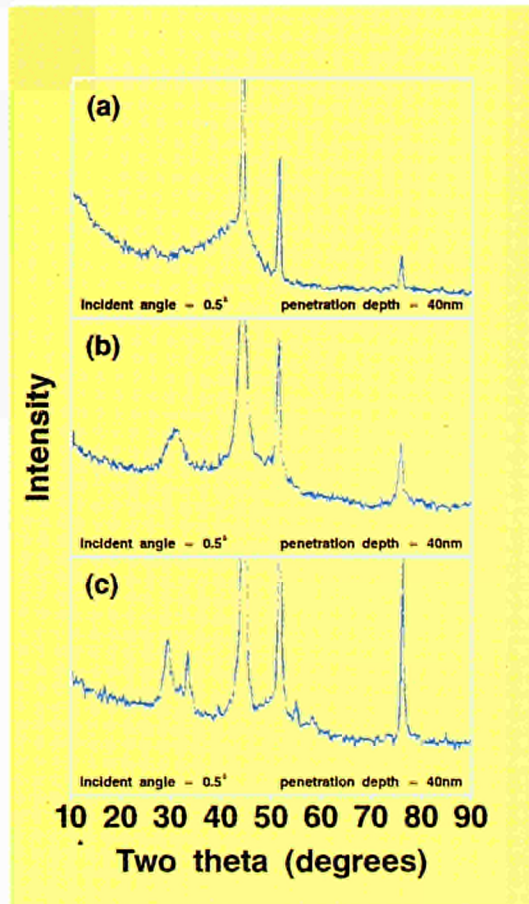 (a)
Incident angle = 0.5° penetration depth = 40nm
(b)
Incident angle = 0.5° penetration depth = 40nm
(c)
Incident angle = 0.5° penetration depth = 40nm
Intensity
10 20 30 40 50 60 70 80 90
Two theta (degrees)